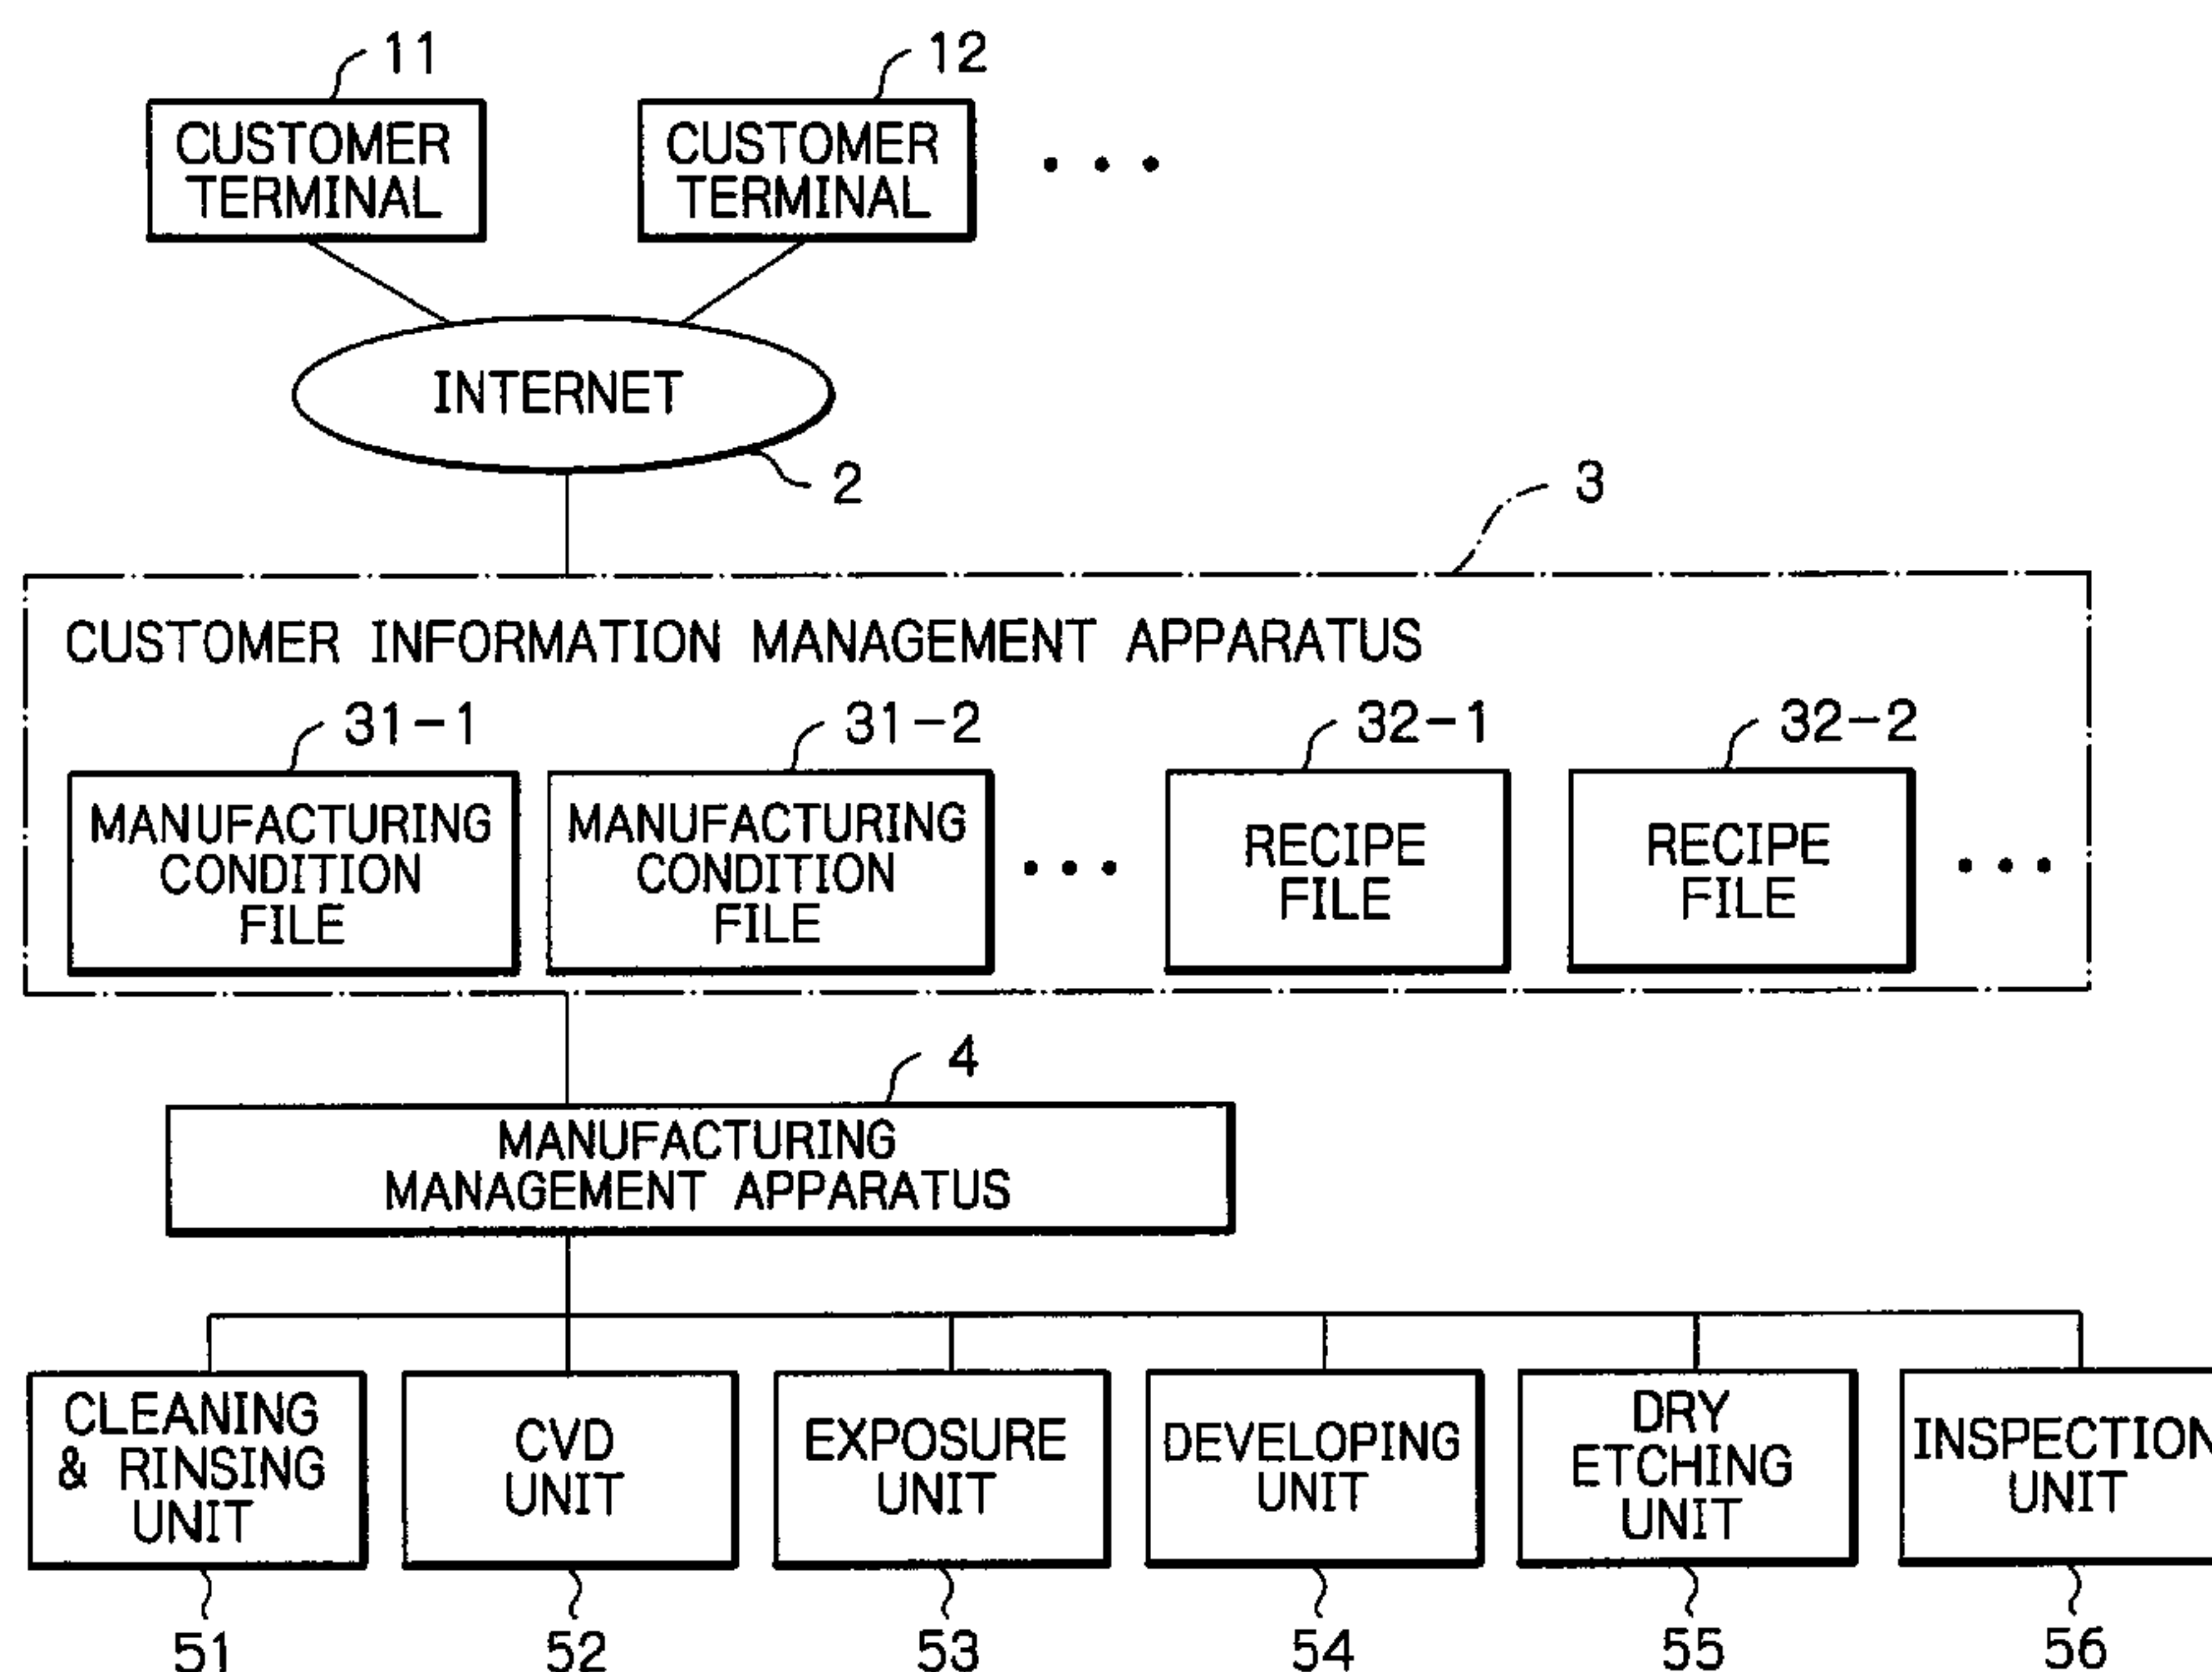 11
12
CUSTOMER
TERMINAL
CUSTOMER
TERMINAL
• • •
INTERNET
2
3
CUSTOMER INFORMATION MANAGEMENT APPARATUS
31-1
31-2
32-1
32-2
MANUFACTURING
CONDITION
FILE
MANUFACTURING
CONDITION
FILE
• • •
RECIPE
FILE
RECIPE
FILE
• • •
4
MANUFACTURING
MANAGEMENT APPARATUS
CLEANING
& RINSING
UNIT
CVD
UNIT
EXPOSURE
UNIT
DEVELOPING
UNIT
DRY
ETCHING
UNIT
INSPECTION
UNIT
51
52
53
54
55
56